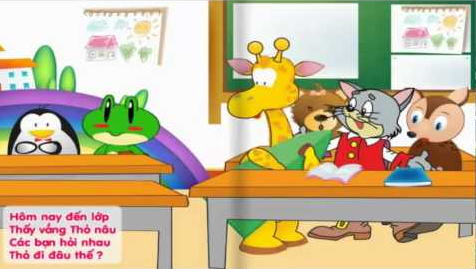 Hôm nay đến lớp
Thấy vắng Thỏ nâu
Các bạn hỏi nhau
Thỏ đi đâu thế ?